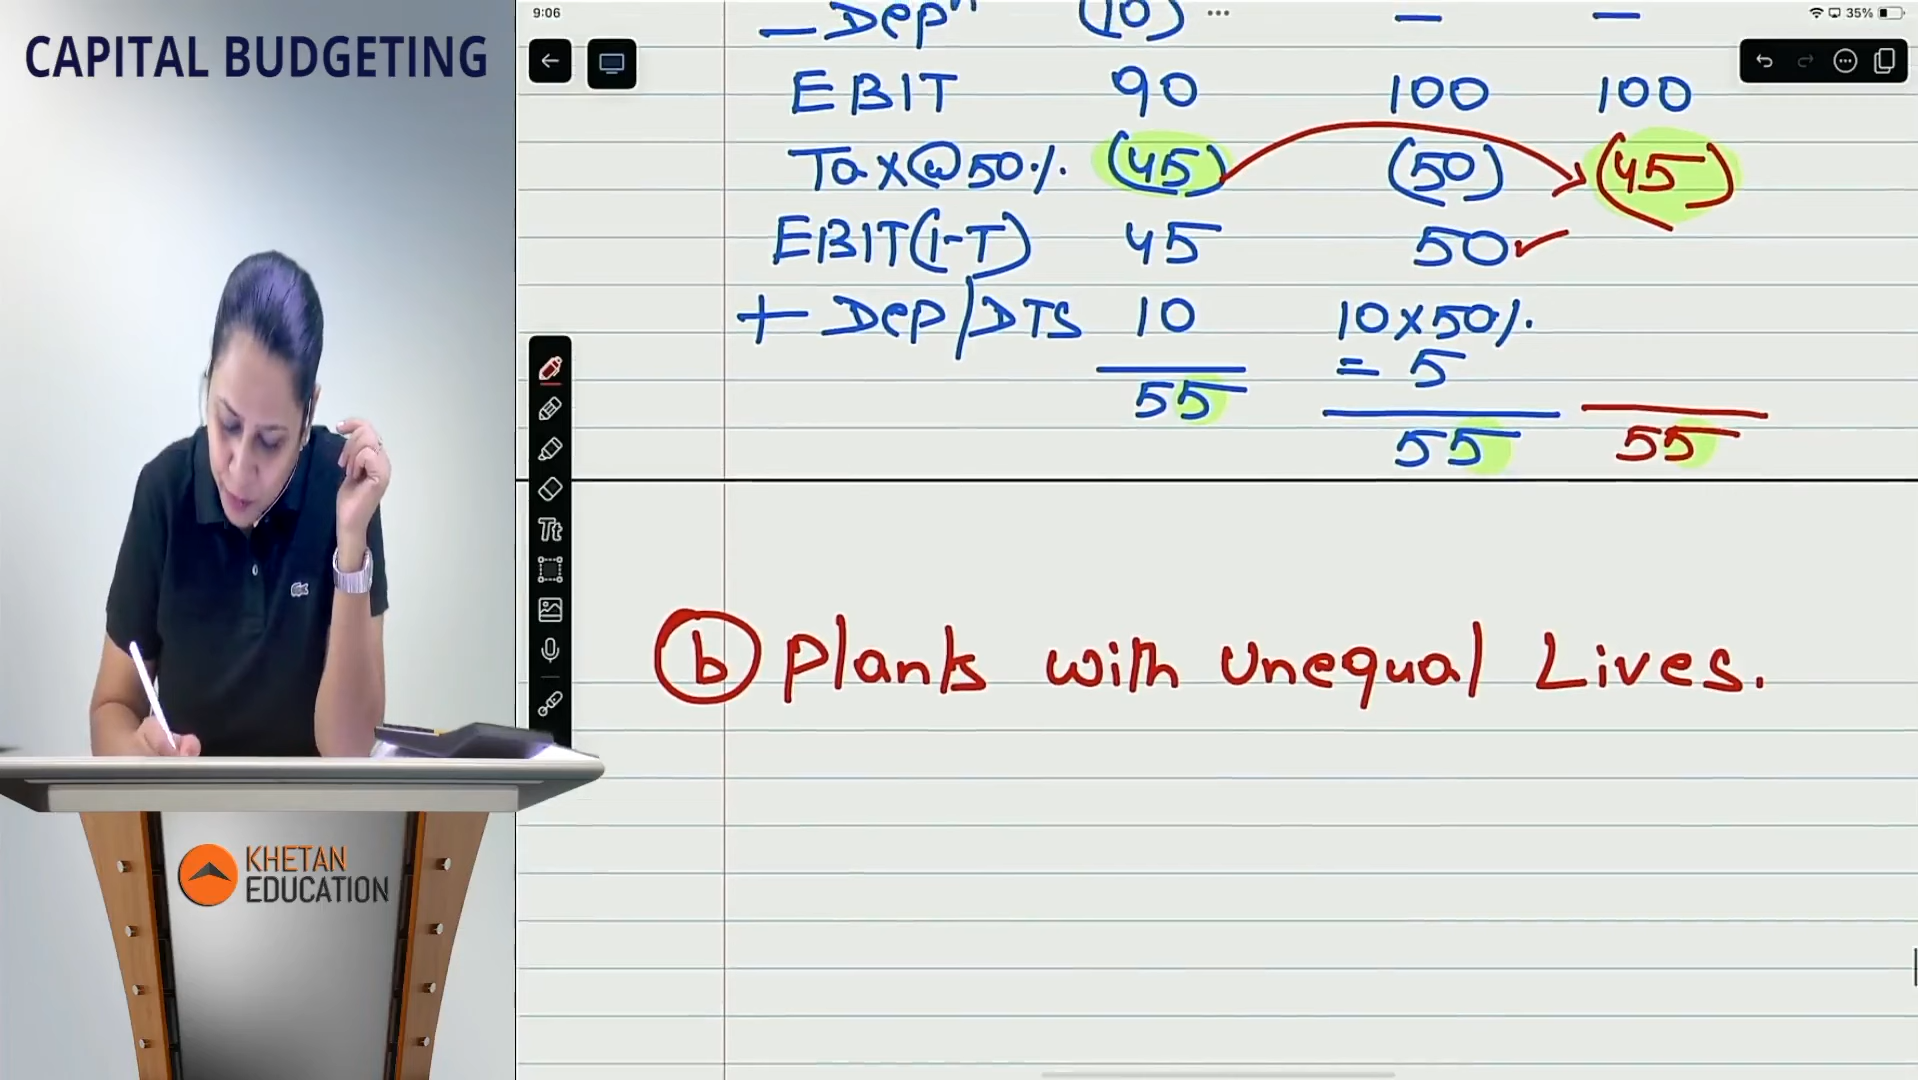 CAPITAL BUDGETING
9:06
35%
– Depn (10) – –
EBIT 90 100 100
Tax@50%. (45) (50) (45)
EBIT(1-T) 45 50
+ Dep/DTS 10 10x50%.
= 5
55 55 55
Tt
b Plants with Unequal Lives.
KHETAN
EDUCATION